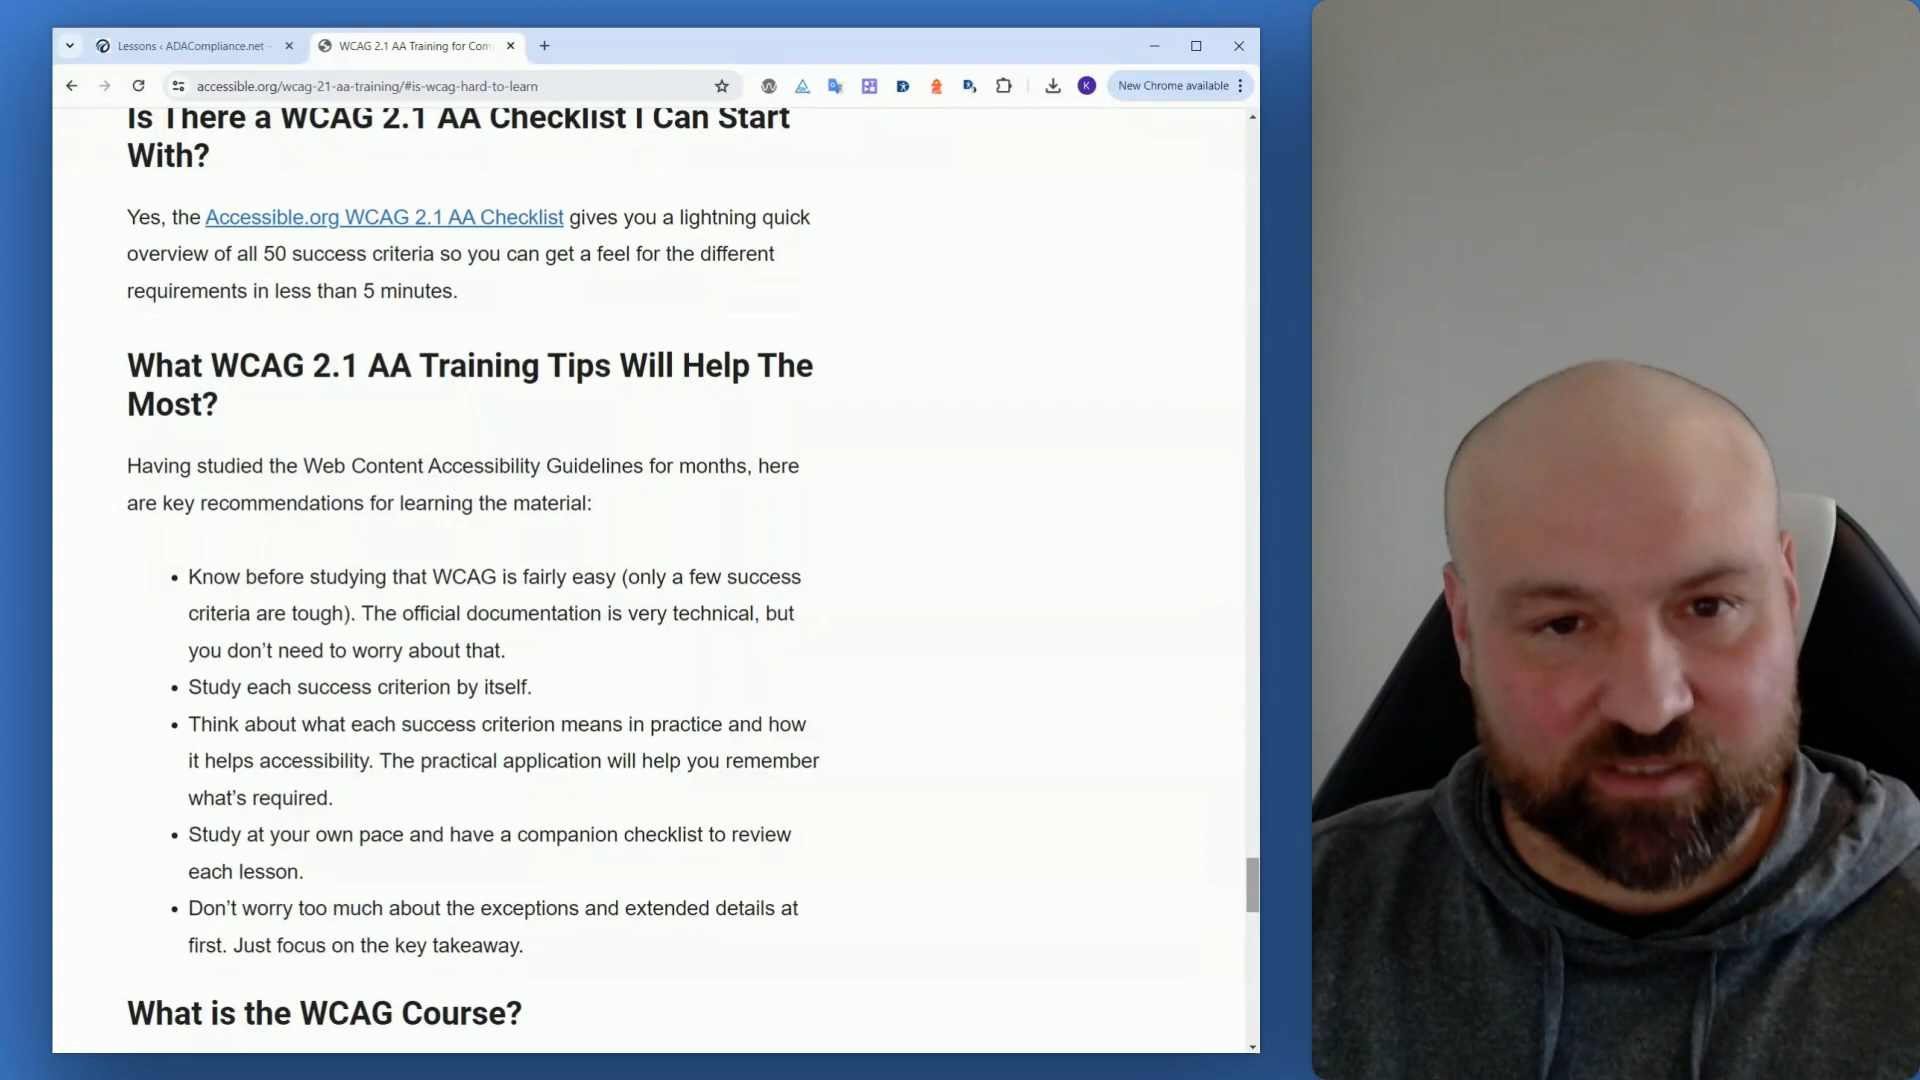 Lessons ‹ ADACompliance.net -
WCAG 2.1 AA Training for Com
accessible.org/wcag-21-aa-training/#is-wcag-hard-to-learn
K
New Chrome available
Is There a WCAG 2.1 AA Checklist I Can Start
With?
Yes, the Accessible.org WCAG 2.1 AA Checklist gives you a lightning quick
overview of all 50 success criteria so you can get a feel for the different
requirements in less than 5 minutes.
What WCAG 2.1 AA Training Tips Will Help The
Most?
Having studied the Web Content Accessibility Guidelines for months, here
are key recommendations for learning the material:
• Know before studying that WCAG is fairly easy (only a few success
criteria are tough). The official documentation is very technical, but
you don’t need to worry about that.
• Study each success criterion by itself.
• Think about what each success criterion means in practice and how
it helps accessibility. The practical application will help you remember
what’s required.
• Study at your own pace and have a companion checklist to review
each lesson.
• Don’t worry too much about the exceptions and extended details at
first. Just focus on the key takeaway.
What is the WCAG Course?